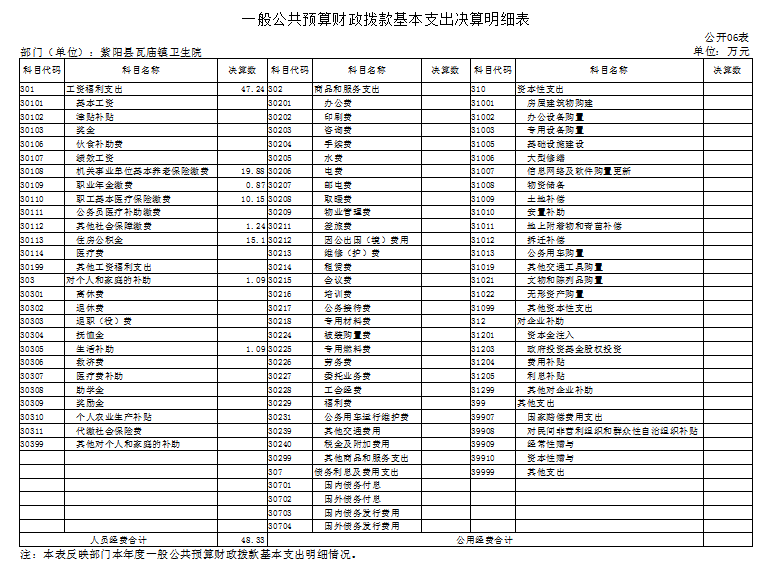 一般公共预算财政拨款基本支出决算明细表
公开06表
部门（单位）：紫阳县瓦庙镇卫生院 单位：万元
科目代码 科目名称 决算数 科目代码 科目名称 决算数 科目代码 科目名称 决算数
301 工资福利支出 47.24 302 商品和服务支出 310 资本性支出
30101 基本工资 30201 办公费 31001 房屋建筑物购建
30102 津贴补贴 30202 印刷费 31002 办公设备购置
30103 奖金 30203 咨询费 31003 专用设备购置
30106 伙食补助费 30204 手续费 31005 基础设施建设
30107 绩效工资 30205 水费 31006 大型修缮
30108 机关事业单位基本养老保险缴费 19.88 30206 电费 31007 信息网络及软件购置更新
30109 职业年金缴费 0.87 30207 邮电费 31008 物资储备
30110 职工基本医疗保险缴费 10.15 30208 取暖费 31009 土地补偿
30111 公务员医疗补助缴费 30209 物业管理费 31010 安置补助
30112 其他社会保障缴费 1.24 30211 差旅费 31011 地上附着物和青苗补偿
30113 住房公积金 15.1 30212 因公出国（境）费用 31012 拆迁补偿
30114 医疗费 30213 维修（护）费 31013 公务用车购置
30199 其他工资福利支出 30214 租赁费 31019 其他交通工具购置
303 对个人和家庭的补助 1.09 30215 会议费 31021 文物和陈列品购置
30301 离休费 30216 培训费 31022 无形资产购置
30302 退休费 30217 公务接待费 31099 其他资本性支出
30303 退职（役）费 30218 专用材料费 312 对企业补助
30304 抚恤金 30224 被装购置费 31201 资本金注入
30305 生活补助 1.09 30225 专用燃料费 31203 政府投资基金股权投资
30306 救济费 30226 劳务费 31204 费用补贴
30307 医疗费补助 30227 委托业务费 31205 利息补贴
30308 助学金 30228 工会经费 31299 其他对企业补助
30309 奖励金 30229 福利费 399 其他支出
30310 个人农业生产补贴 30231 公务用车运行维护费 39907 国家赔偿费用支出
30311 代缴社会保险费 30239 其他交通费用 39908 对民间非营利组织和群众性自治组织补贴
30399 其他对个人和家庭的补助 30240 税金及附加费用 39909 经常性赠与
30299 其他商品和服务支出 39910 资本性赠与
307 债务利息及费用支出 39999 其他支出
30701 国内债务付息
30702 国外债务付息
30703 国内债务发行费用
30704 国外债务发行费用
人员经费合计 48.33 公用经费合计
注：本表反映部门本年度一般公共预算财政拨款基本支出明细情况。